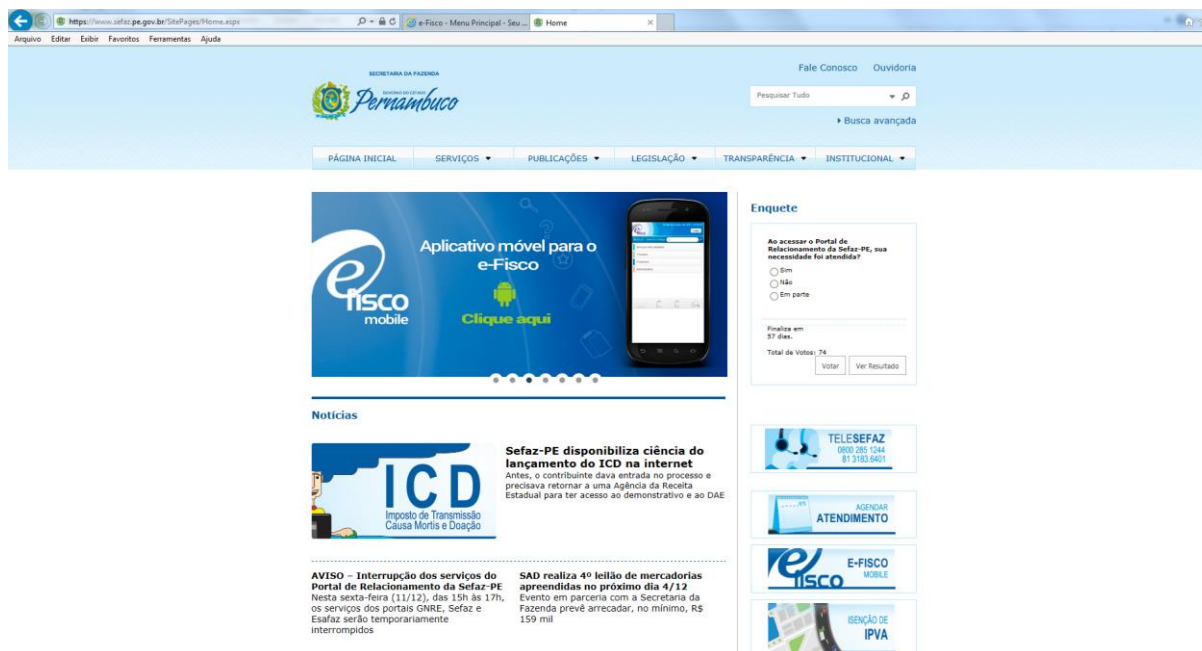 https://www.sefaz.pe.gov.br/SitePages/Home.aspx
e-Fisco - Menu Principal - Seu ...
Home
Arquivo Editar Exibir Favoritos Ferramentas Ajuda
SECRETARIA DA FAZENDA
GOVERNO DO ESTADO
Pernambuco
Fale Conosco Ouvidoria
Pesquisar Tudo
Busca avançada
PÁGINA INICIAL SERVIÇOS PUBLICAÇÕES LEGISLAÇÃO TRANSPARÊNCIA INSTITUCIONAL
e fisco
mobile
Aplicativo móvel para o
e-Fisco
Clique aqui
Enquete
Ao acessar o Portal de
Relacionamento da Sefaz-PE, sua
necessidade foi atendida?
Sim
Não
Em parte
Finaliza em
57 dias.
Total de Votos: 74
Votar Ver Resultado
Notícias
ICD
Imposto de Transmissão
Causa Mortis e Doação
Sefaz-PE disponibiliza ciência do
lançamento do ICD na internet
Antes, o contribuinte dava entrada no processo e
precisava retornar a uma Agência da Receita
Estadual para ter acesso ao demonstrativo e ao DAE
AVISO – Interrupção dos serviços do
Portal de Relacionamento da Sefaz-PE
Nesta sexta-feira (11/12), das 15h às 17h,
os serviços dos portais GNRE, Sefaz e
Esafaz serão temporariamente
interrompidos
SAD realiza 4º leilão de mercadorias
apreendidas no próximo dia 4/12
Evento em parceria com a Secretaria da
Fazenda prevê arrecadar, no mínimo, R$
159 mil
TELESEFAZ
0800 285 1244
81 3183.6401
AGENDAR
ATENDIMENTO
e fisco
E-FISCO
MOBILE
ISENÇÃO DE
IPVA